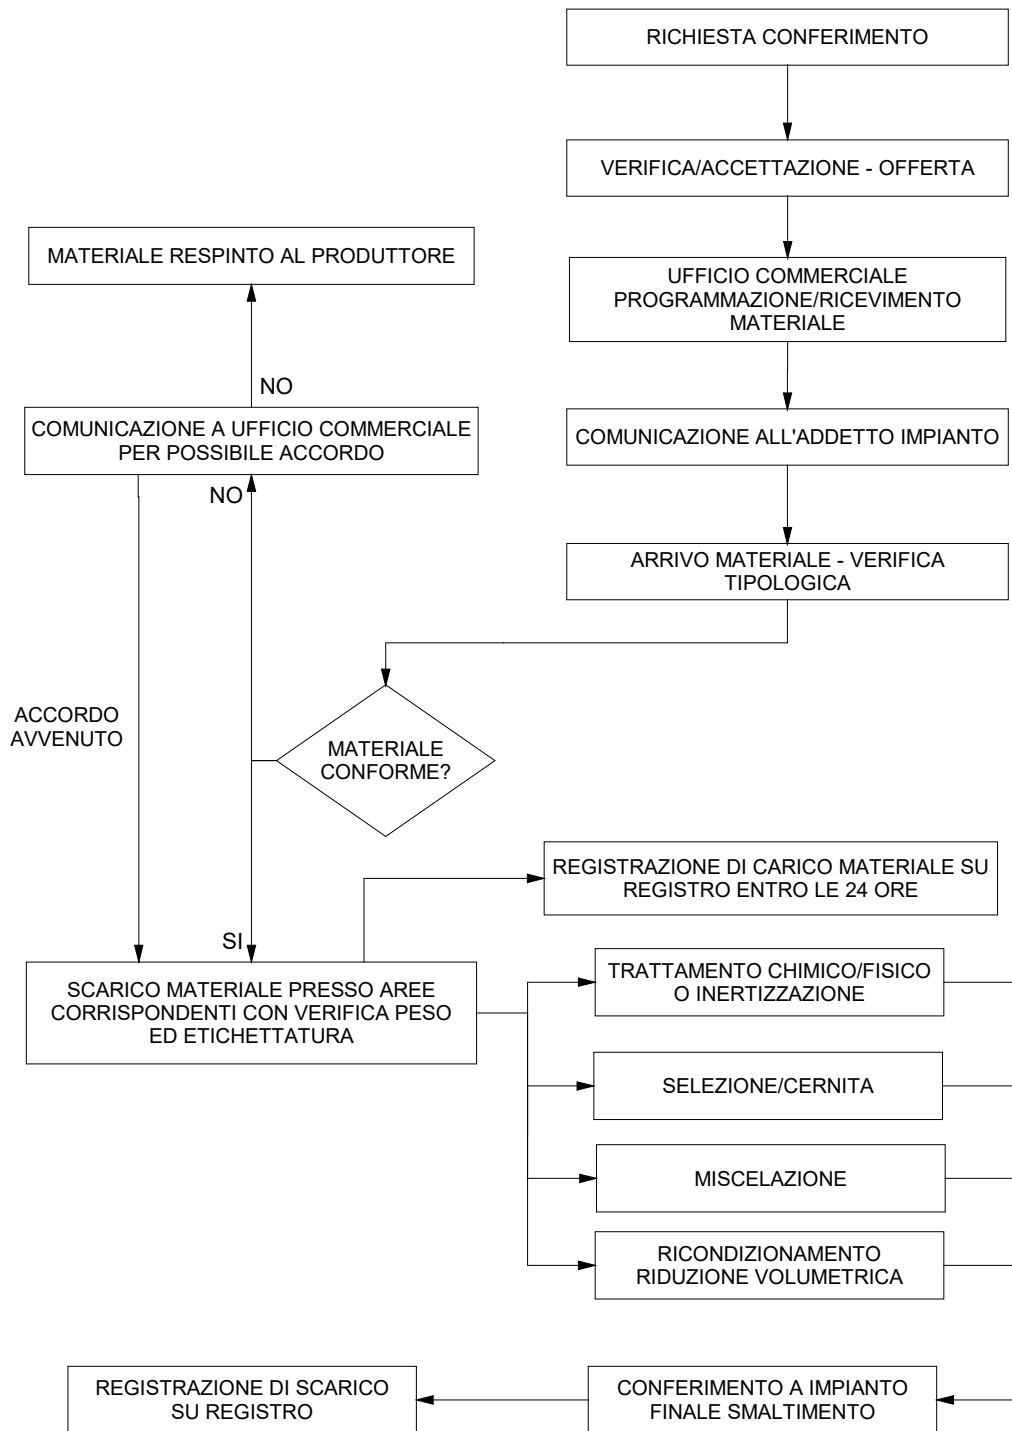 RICHIESTA CONFERIMENTO
VERIFICA/ACCETTAZIONE - OFFERTA
MATERIALE RESPINTO AL PRODUTTORE
UFFICIO COMMERCIALE
PROGRAMMAZIONE/RICEVIMENTO
MATERIALE
NO
COMUNICAZIONE A UFFICIO COMMERCIALE
PER POSSIBILE ACCORDO
COMUNICAZIONE ALL'ADDETTO IMPIANTO
NO
ARRIVO MATERIALE - VERIFICA
TIPOLOGICA
ACCORDO
AVVENUTO
MATERIALE
CONFORME?
REGISTRAZIONE DI CARICO MATERIALE SU
REGISTRO ENTRO LE 24 ORE
SI
SCARICO MATERIALE PRESSO AREE
CORRISPONDENTI CON VERIFICA PESO
ED ETICHETTATURA
TRATTAMENTO CHIMICO/FISICO
O INERTIZZAZIONE
SELEZIONE/CERNITA
MISCELAZIONE
RICONDIZIONAMENTO
RIDUZIONE VOLUMETRICA
REGISTRAZIONE DI SCARICO
SU REGISTRO
CONFERIMENTO A IMPIANTO
FINALE SMALTIMENTO